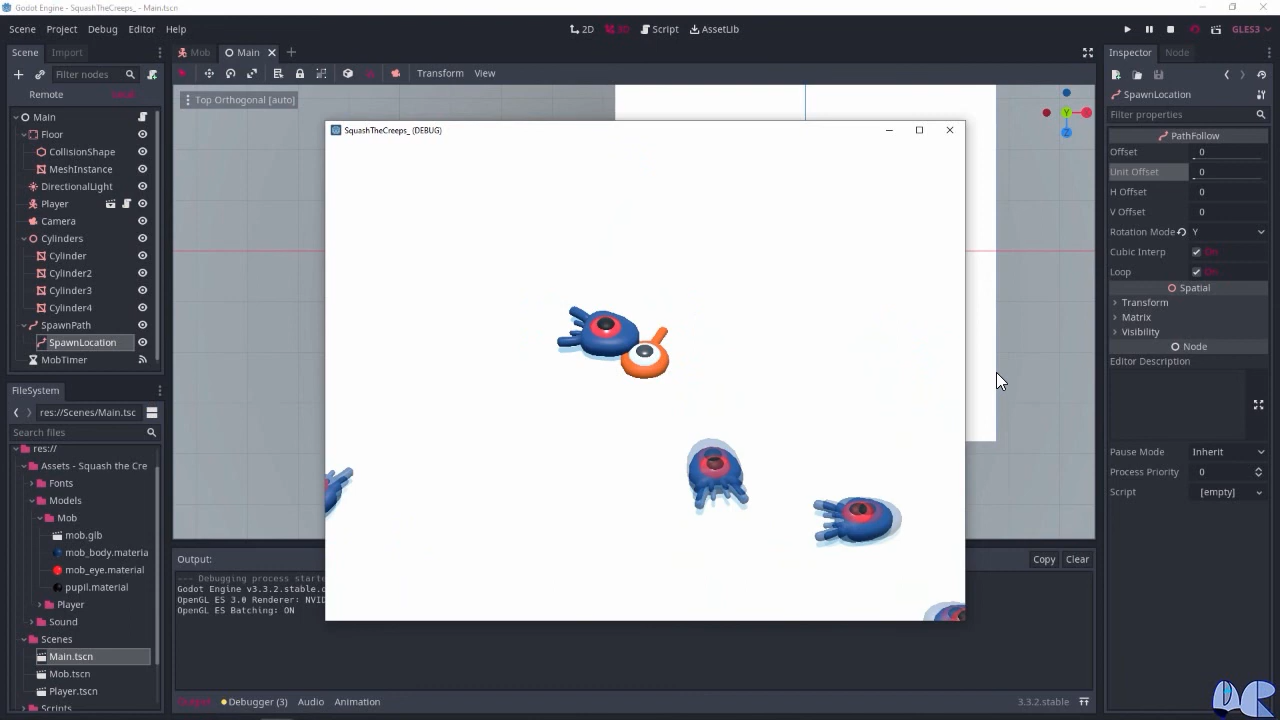 Godot Engine - SquashTheCreeps_ - Main.tscn
Scene Project Debug Editor Help
2D 3D Script AssetLib
GLES3
Scene Import
Mob Main
Inspector Node
Filter nodes
Transform View
Remote Local
SpawnLocation
Top Orthogonal [auto]
Y
Filter properties
Main
Floor
CollisionShape
MeshInstance
DirectionalLight
Player
Camera
Cylinders
Cylinder
Cylinder2
Cylinder3
Cylinder4
SpawnPath
SpawnLocation
MobTimer
SquashTheCreeps_ (DEBUG)
PathFollow
Offset 0
Unit Offset 0
H Offset 0
V Offset 0
Rotation Mode Y
Cubic Interp On
Loop On
Spatial
Transform
Matrix
Visibility
Node
Editor Description
Pause Mode Inherit
Process Priority 0
Script [empty]
FileSystem
res://Scenes/Main.tsc
Search files
res://
Assets - Squash the Cre
Fonts
Models
Mob
mob.glb
mob_body.materia
mob_eye.material
pupil.material
Player
Sound
Scenes
Main.tscn
Mob.tscn
Player.tscn
Scripts
Output:
Copy Clear
--- Debugging process starte
Godot Engine v3.3.2.stable.o
OpenGL ES 3.0 Renderer: NVID
OpenGL ES Batching: ON
Output Debugger (3) Audio Animation
3.3.2.stable